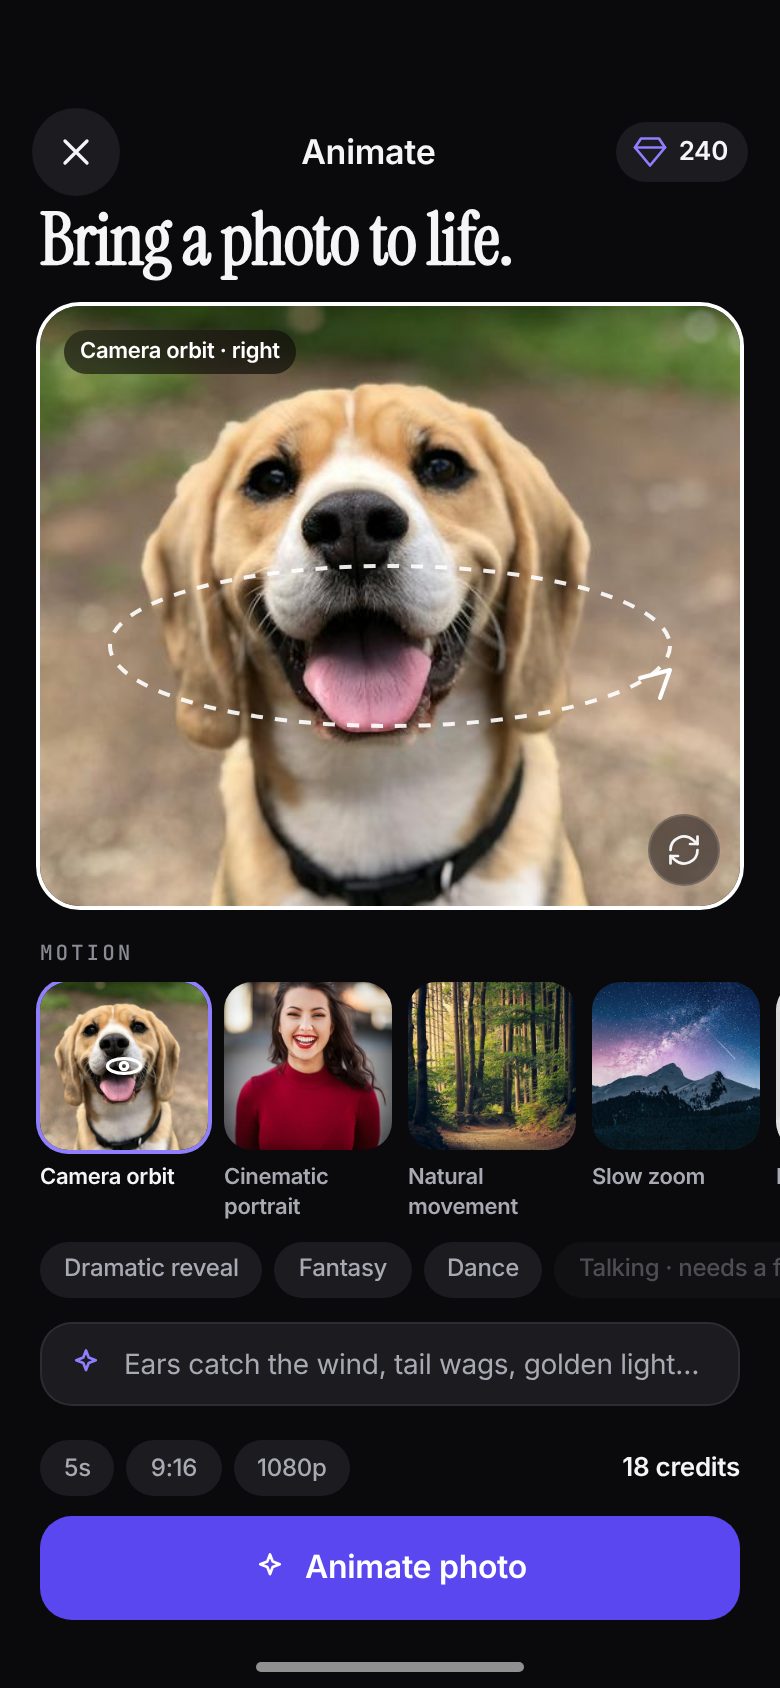 Animate
240
Bring a photo to life.
Camera orbit · right
MOTION
Camera orbit
Cinematic
portrait
Natural
movement
Slow zoom
Dramatic reveal
Fantasy
Dance
Talking · needs a
Ears catch the wind, tail wags, golden light...
5s
9:16
1080p
18 credits
Animate photo